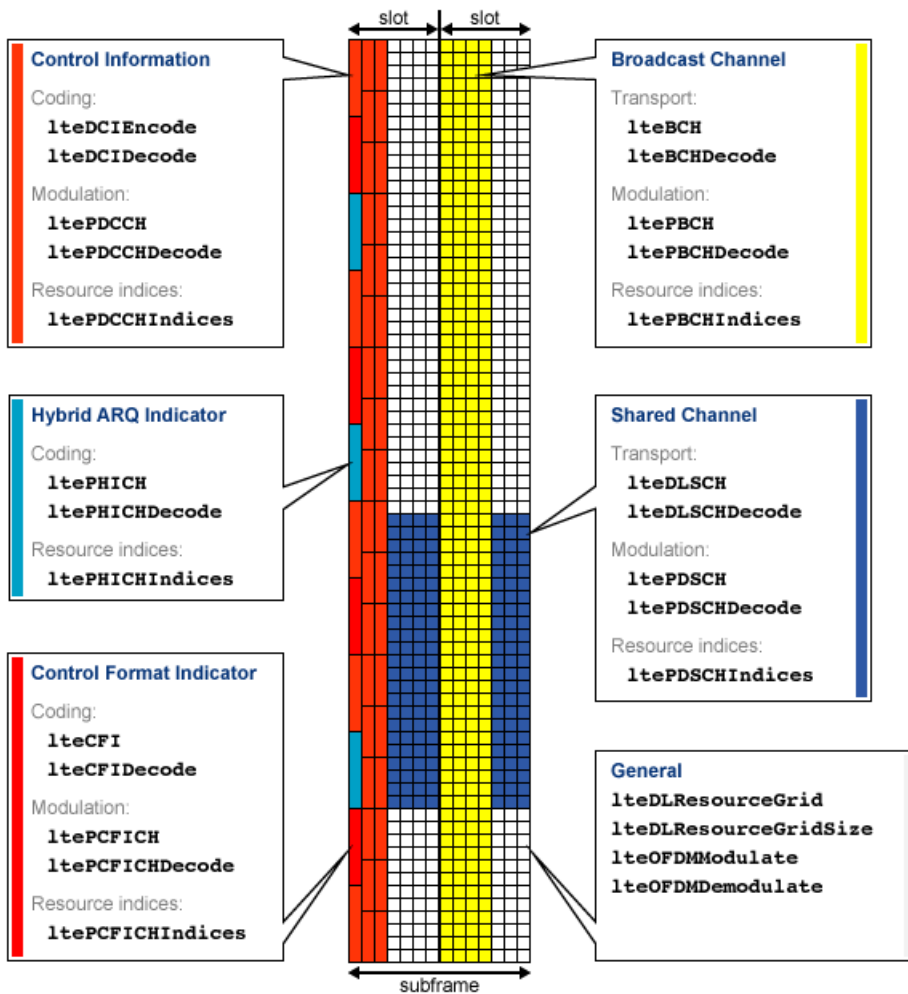 slot
slot
Control Information
Coding:
lteDCIEncode
lteDCIDecode
Modulation:
ltePDCCH
ltePDCCHDecode
Resource indices:
ltePDCCHIndices
Hybrid ARQ Indicator
Coding:
ltePHICH
ltePHICHDecode
Resource indices:
ltePHICHIndices
Control Format Indicator
Coding:
lteCFI
lteCFIDecode
Modulation:
ltePCFICH
ltePCFICHDecode
Resource indices:
ltePCFICHIndices
Broadcast Channel
Transport:
lteBCH
lteBCHDecode
Modulation:
ltePBCH
ltePBCHDecode
Resource indices:
ltePBCHIndices
Shared Channel
Transport:
lteDLSCH
lteDLSCHDecode
Modulation:
ltePDSCH
ltePDSCHDecode
Resource indices:
ltePDSCHIndices
General
lteDLResourceGrid
lteDLResourceGridSize
lteOFDMModulate
lteOFDMDemodulate
subframe